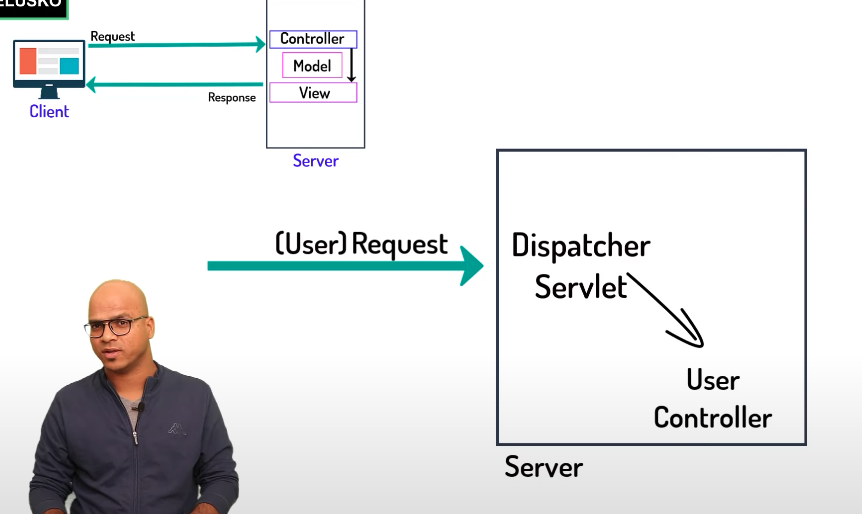 ELUSKO
Request
Controller
Model
View
Response
Client
Server
(User) Request
Dispatcher
Servlet
User
Controller
Server